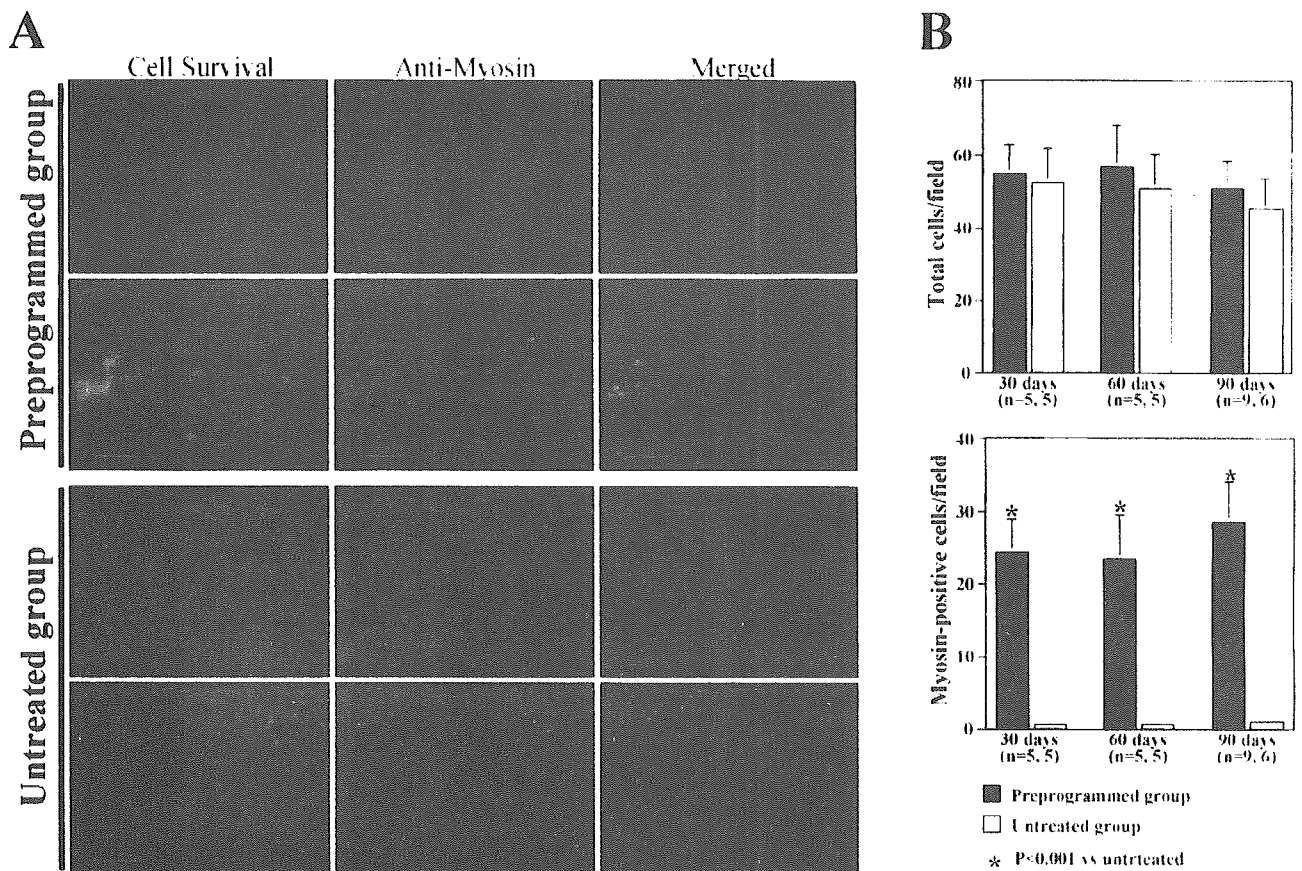 A
Cell Survival
Anti-Myosin
Merged
Preprogrammed group
Untreated group
B
80
60
40
20
0
Total cells/field
30 days
(n=5, 5)
60 days
(n=5, 5)
90 days
(n=9, 6)
40
30
20
10
0
Myosin-positive cells/field
*
*
*
30 days
(n=5, 5)
60 days
(n=5, 5)
90 days
(n=9, 6)
Preprogrammed group
Untreated group
* P<0.001 vs untrteated